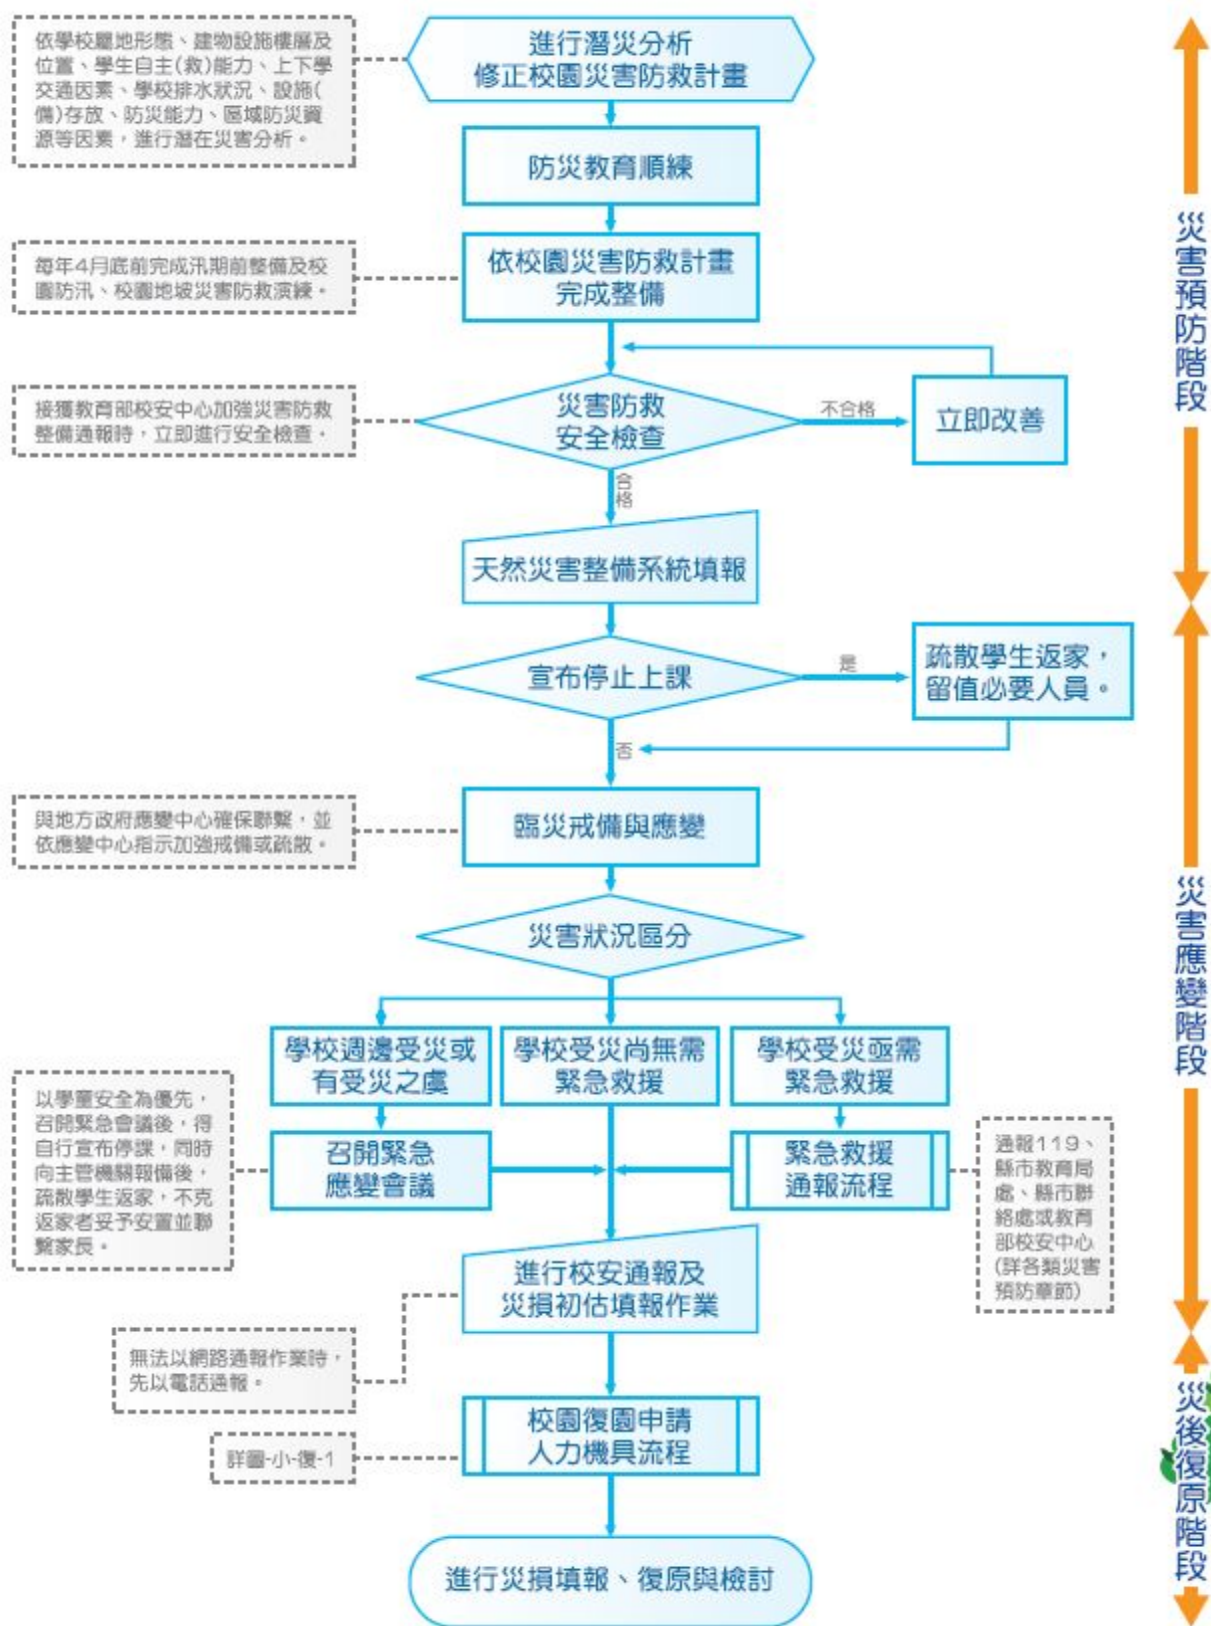 依學校屬地形態、建物設施樓層及
位置、學生自主(救)能力、上下學
交通因素、學校排水狀況、設施(
備)存放、防災能力、區域防災資
源等因素，進行潛在災害分析。
進行潛災分析
修正校園災害防救計畫
防災教育順練
每年4月底前完成汛期前整備及校
園防汛、校園地坡災害防救演練。
依校園災害防救計畫
完成整備
接獲教育部校安中心加強災害防救
整備通報時，立即進行安全檢查。
災害防救
安全檢查
不合格
立即改善
合
格
天然災害整備系統填報
宣布停止上課
是
疏散學生返家，
留值必要人員。
否
與地方政府應變中心確保聯繫，並
依應變中心指示加強戒備或疏散。
臨災戒備與應變
災害狀況區分
學校週邊受災或
有受災之虞
學校受災尚無需
緊急救援
學校受災亟需
緊急救援
以學童安全為優先，
召開緊急會議後，得
自行宣布停課，同時
向主管機關報備後，
疏散學生返家，不克
返家者妥予安置並聯
繫家長。
召開緊急
應變會議
緊急救援
通報流程
通報119、
縣市教育局
處、縣市聯
絡處或教育
部校安中心
(詳各類災害
預防章節)
進行校安通報及
災損初估填報作業
無法以網路通報作業時，
先以電話通報。
校園復園申請
人力機具流程
詳圖-小-復-1
進行災損填報、復原與檢討
災害預防階段
災害應變階段
災後復原階段